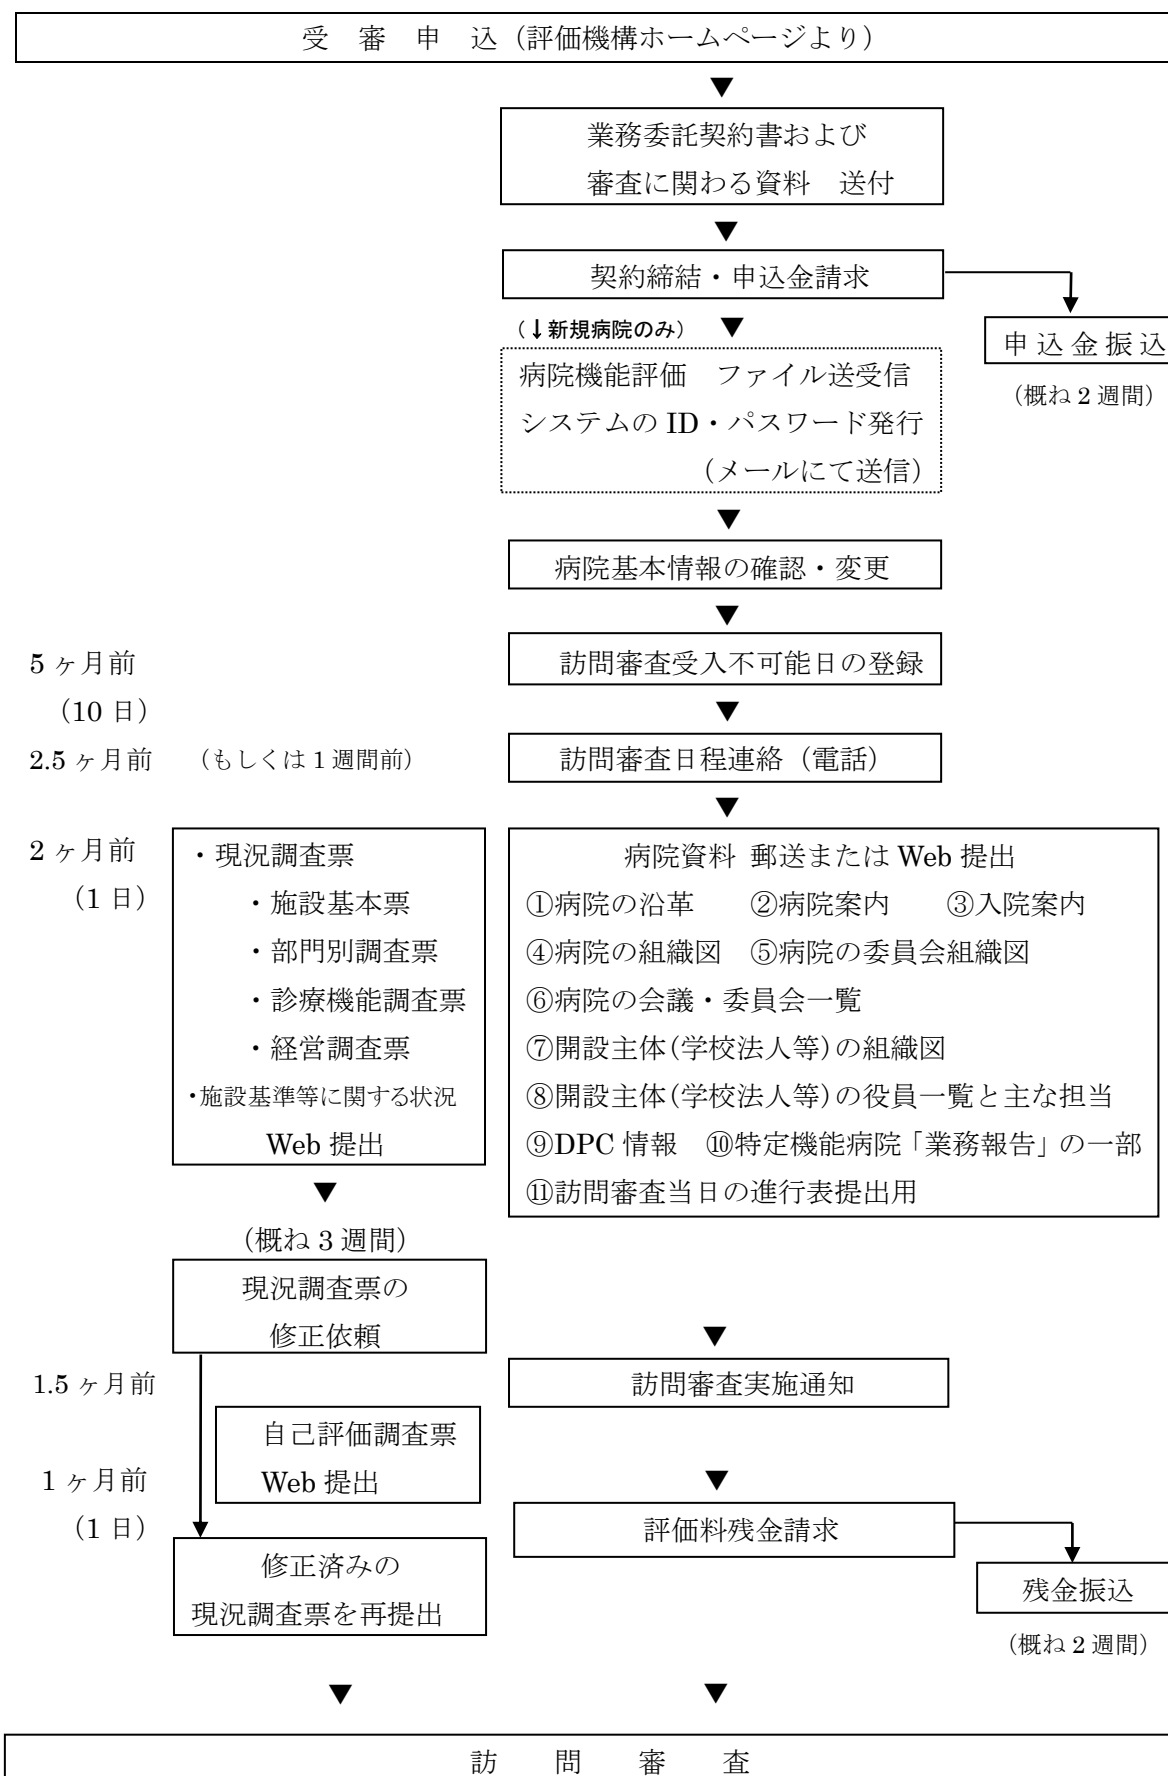 受　審　申　込（評価機構ホームページより）
▼
業務委託契約書および
審査に関わる資料　送付
▼
契約締結・申込金請求
（↓新規病院のみ）　▼
申込金振込
（概ね 2 週間）
病院機能評価　ファイル送受信
システムの ID・パスワード発行
（メールにて送信）
▼
病院基本情報の確認・変更
▼
5 ヶ月前
（10 日）
訪問審査受入不可能日の登録
▼
2.5 ヶ月前　（もしくは 1 週間前）
訪問審査日程連絡（電話）
▼
2 ヶ月前
（1 日）
・現況調査票
・施設基本票
・部門別調査票
・診療機能調査票
・経営調査票
・施設基準等に関する状況
Web 提出
▼
病院資料 郵送または Web 提出
①病院の沿革　②病院案内　③入院案内
④病院の組織図　⑤病院の委員会組織図
⑥病院の会議・委員会一覧
⑦開設主体(学校法人等)の組織図
⑧開設主体(学校法人等)の役員一覧と主な担当
⑨DPC 情報　⑩特定機能病院「業務報告」の一部
⑪訪問審査当日の進行表提出用
（概ね 3 週間）
現況調査票の
修正依頼
▼
1.5 ヶ月前
訪問審査実施通知
自己評価調査票
Web 提出
▼
1 ヶ月前
（1 日）
評価料残金請求
修正済みの
現況調査票を再提出
残金振込
（概ね 2 週間）
▼　▼
訪　問　審　査